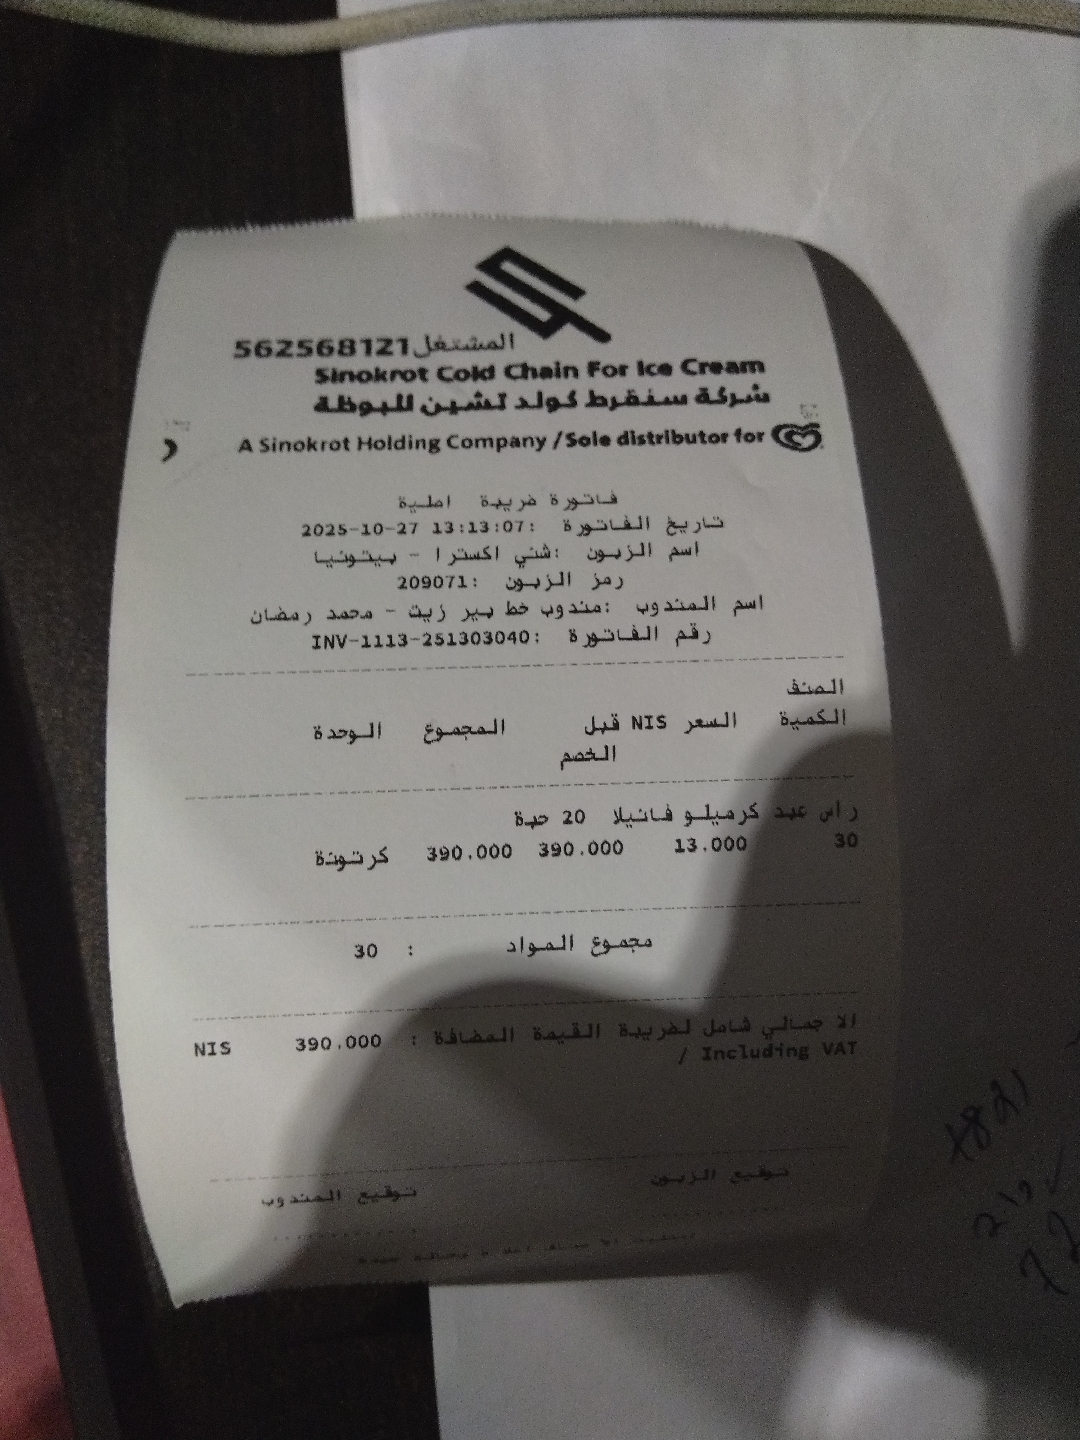 562568121 المشتغل
Sinokrot Cold Chain For Ice Cream
شركة سنقرط كولد تشين للبوظة
A Sinokrot Holding Company / Sole distributor for
فاتورة ضريبة اصلية
تاريخ الفاتورة :2025-10-27 13:13:07
اسم الزبون :شني اكسترا - بيتونيا
رمز الزبون :209071
اسم المندوب :مندوب خط بير زيت - محمد رمضان
رقم الفاتورة :INV-1113-251303040
الصنف
الكمية السعر NIS قبل المجموع الوحدة
الخصم
راس عبد كرميلو فانيلا 20 حبة
30 13.000 390.000 390.000 كرتونة
مجموع المواد : 30
الاجمالي شامل لضريبة القيمة المضافة : 390.000 NIS
/ Including VAT
توقيع الزبون
توقيع المندوب